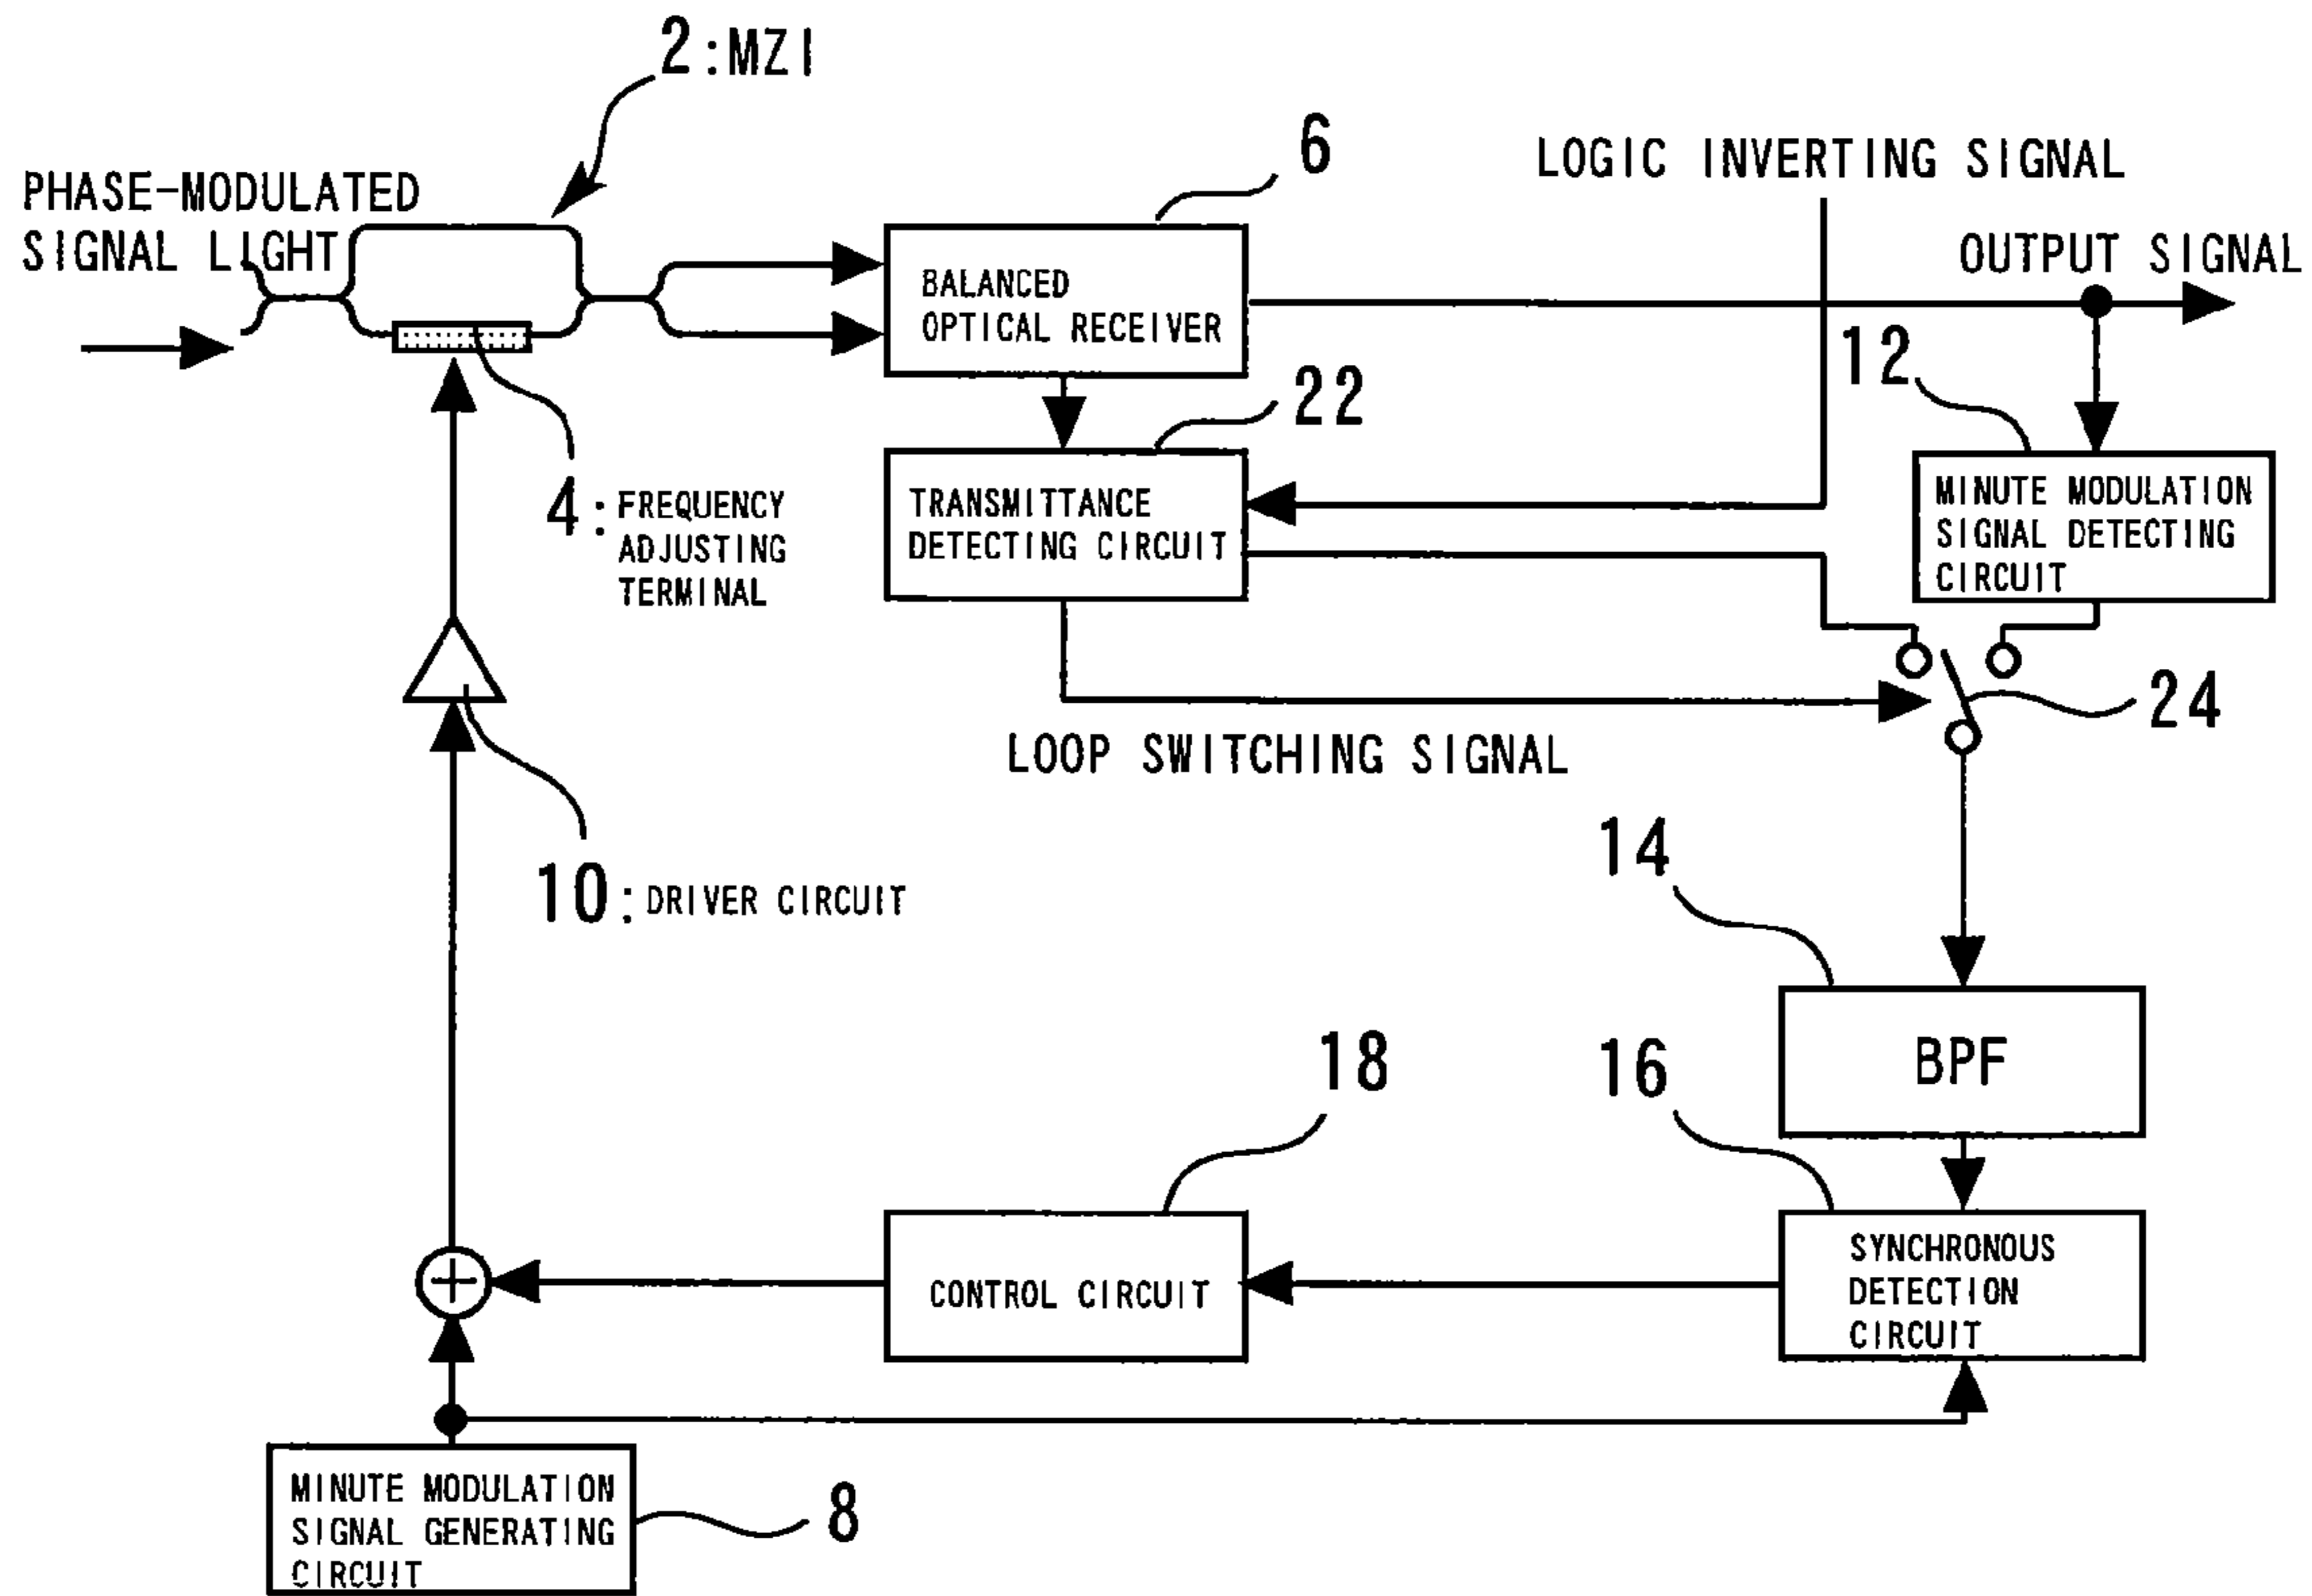 2:MZI
PHASE-MODULATED
SIGNAL LIGHT
6
LOGIC INVERTING SIGNAL
OUTPUT SIGNAL
BALANCED
OPTICAL RECEIVER
12
22
4:FREQUENCY
ADJUSTING
TERMINAL
TRANSMITTANCE
DETECTING CIRCUIT
MINUTE MODULATION
SIGNAL DETECTING
CIRCUIT
24
LOOP SWITCHING SIGNAL
10:DRIVER CIRCUIT
14
BPF
18
16
CONTROL CIRCUIT
SYNCHRONOUS
DETECTION
CIRCUIT
MINUTE MODULATION
SIGNAL GENERATING
CIRCUIT
8